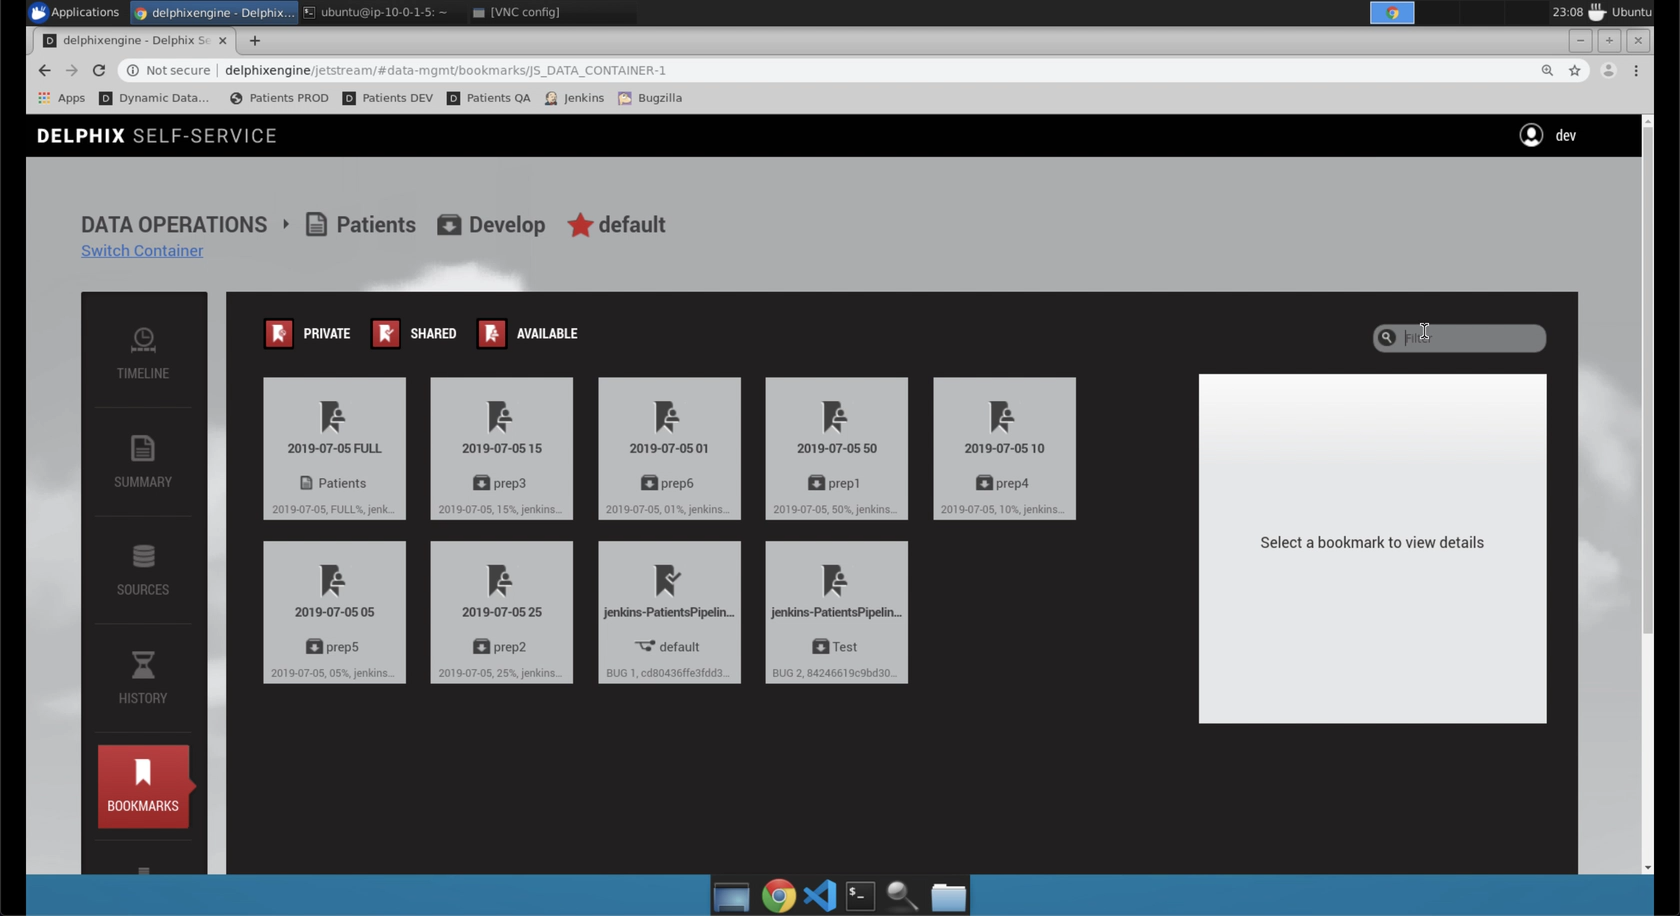 Applications
delphixengine - Delphix...
ubuntu@ip-10-0-1-5: ~
[VNC config]
23:08
Ubuntu
delphixengine - Delphix Se
Not secure
delphixengine/jetstream/#data-mgmt/bookmarks/JS_DATA_CONTAINER-1
Apps
Dynamic Data...
Patients PROD
Patients DEV
Patients QA
Jenkins
Bugzilla
DELPHIX SELF-SERVICE
dev
DATA OPERATIONS
Patients
Develop
default
Switch Container
TIMELINE
SUMMARY
SOURCES
HISTORY
BOOKMARKS
PRIVATE
SHARED
AVAILABLE
Filter
2019-07-05 FULL
Patients
2019-07-05, FULL%, jenk...
2019-07-05 15
prep3
2019-07-05, 15%, jenkins...
2019-07-05 01
prep6
2019-07-05, 01%, jenkins...
2019-07-05 50
prep1
2019-07-05, 50%, jenkins...
2019-07-05 10
prep4
2019-07-05, 10%, jenkins...
2019-07-05 05
prep5
2019-07-05, 05%, jenkins...
2019-07-05 25
prep2
2019-07-05, 25%, jenkins...
jenkins-PatientsPipelin...
default
BUG 1, cd80436ffe3fdd3...
jenkins-PatientsPipelin...
Test
BUG 2, 84246619c9bd30...
Select a bookmark to view details